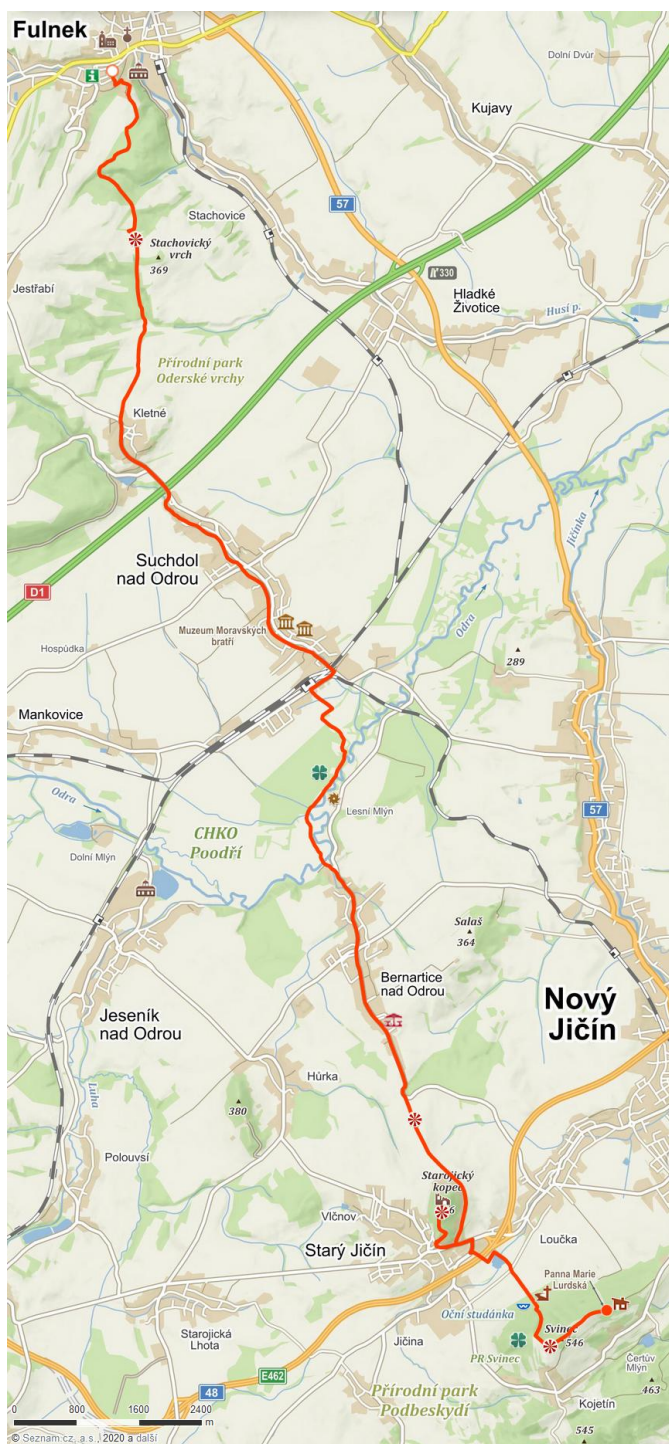 Fulnek
Dolní Dvůr
Kujavy
57
Stachovice
Stachovický
vrch
369
330
Jestřabí
Hladké
Životice
Husí p.
Přírodní park
Oderské vrchy
Kletné
Jičínka
Suchdol
nad Odrou
D1
Odra
Muzeum Moravských
bratří
Hospůdka
289
Mankovice
Odra
Lesní Mlýn
57
CHKO
Poodří
Dolní Mlýn
Salaš
364
Bernartice
nad Odrou
Nový
Jičín
Jeseník
nad Odrou
Hůrka
Luha
380
Polouvsí
Starojický
kopec
6
Vlčnov
Starý Jičín
Loučka
Panna Marie
Lurdská
Oční studánka
Svinec
546
Starojická
Lhota
Jičina
PR Svinec
Čertův
Mlýn
E462
463
48
Přírodní park
Podbeskydí
Kojetín
545
0 800 1600 2400
m
© Seznam.cz, a.s., 2020 a další